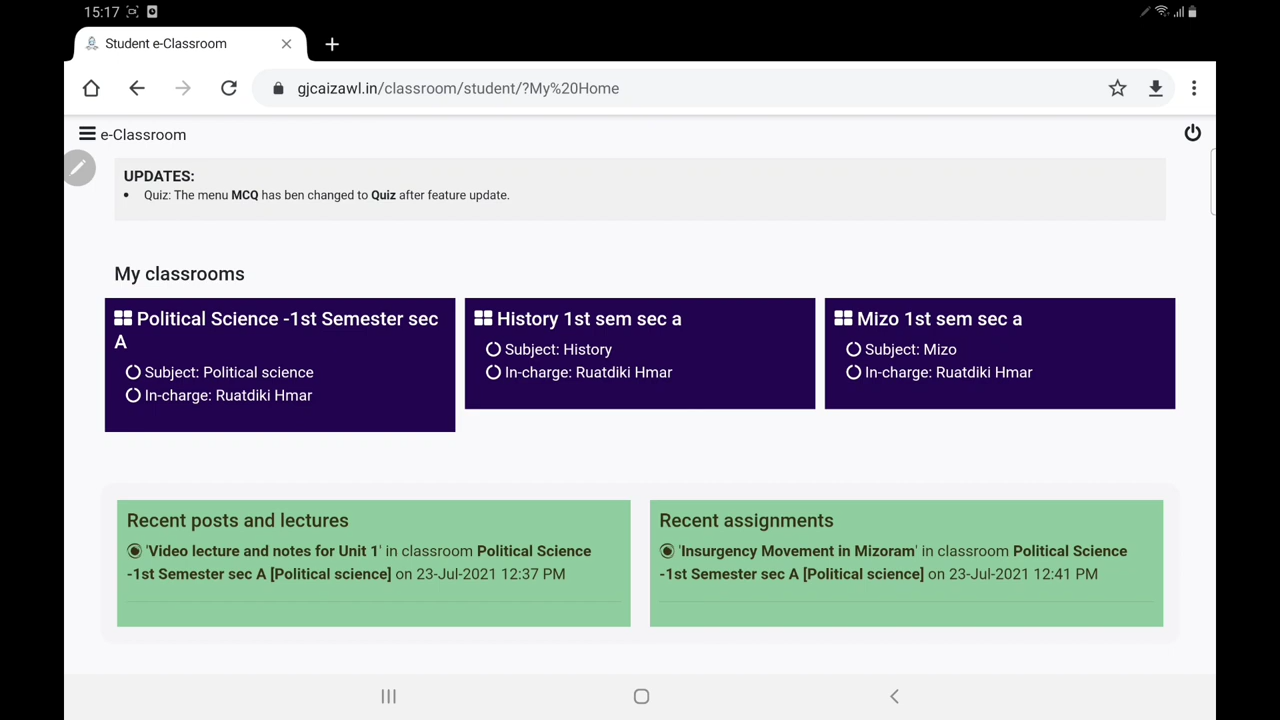 15:17
Student e-Classroom
gjcaizawl.in/classroom/student/?My%20Home
e-Classroom
UPDATES:
• Quiz: The menu MCQ has ben changed to Quiz after feature update.
My classrooms
Political Science -1st Semester sec
A
Subject: Political science
In-charge: Ruatdiki Hmar
History 1st sem sec a
Subject: History
In-charge: Ruatdiki Hmar
Mizo 1st sem sec a
Subject: Mizo
In-charge: Ruatdiki Hmar
Recent posts and lectures
'Video lecture and notes for Unit 1' in classroom Political Science
-1st Semester sec A [Political science] on 23-Jul-2021 12:37 PM
Recent assignments
'Insurgency Movement in Mizoram' in classroom Political Science
-1st Semester sec A [Political science] on 23-Jul-2021 12:41 PM